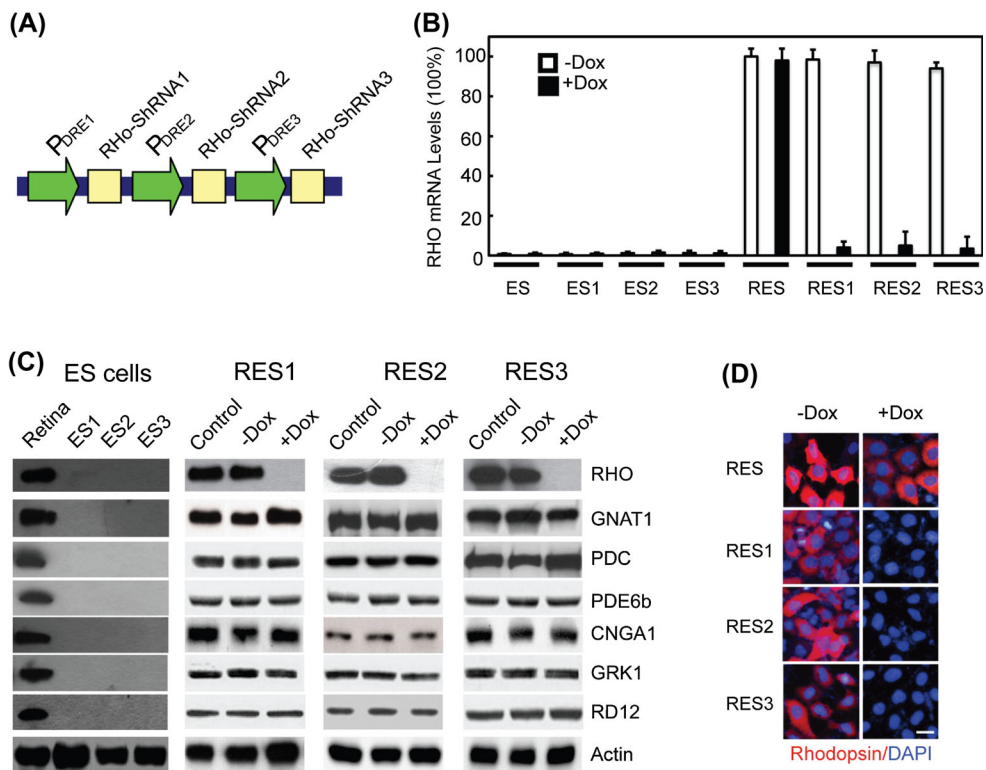 (A)
PDRE1
RHo-ShRNA1
PDRE2
RHo-ShRNA2
PDRE3
RHo-ShRNA3
(B)
RHO mRNA Levels (100%)
100
80
60
40
20
0
-Dox
+Dox
ES ES1 ES2 ES3 RES RES1 RES2 RES3
(C)
ES cells RES1 RES2 RES3
Retina ES1 ES2 ES3 Control -Dox +Dox Control -Dox +Dox Control -Dox +Dox
RHO
GNAT1
PDC
PDE6b
CNGA1
GRK1
RD12
Actin
(D)
-Dox +Dox
RES
RES1
RES2
RES3
Rhodopsin/DAPI